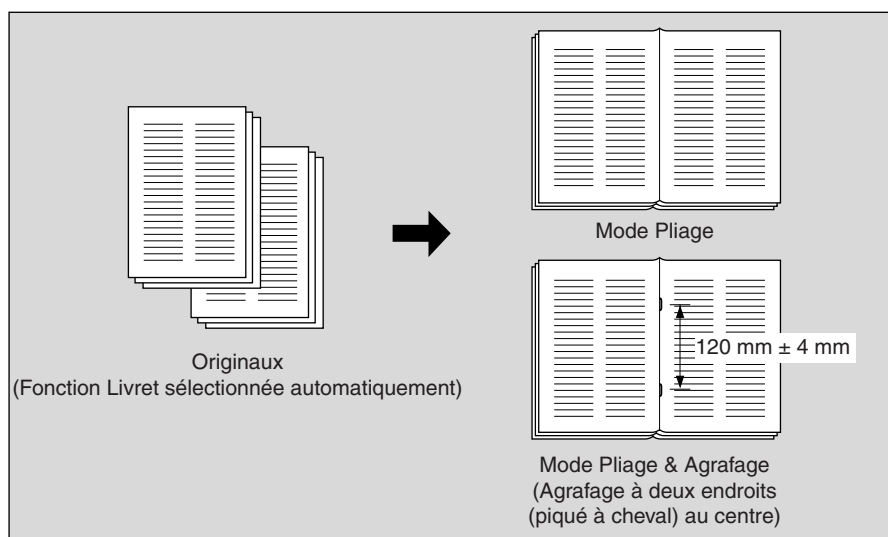 Originaux
(Fonction Livret sélectionnée automatiquement)
Mode Pliage
120 mm ± 4 mm
Mode Pliage & Agrafage
(Agrafage à deux endroits
(piqué à cheval) au centre)